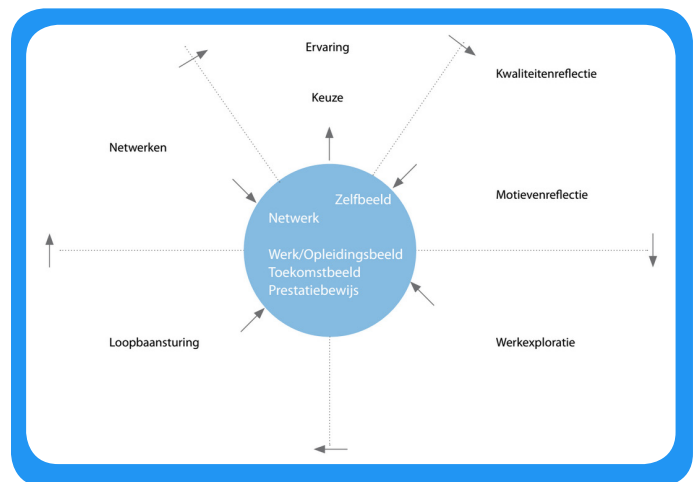 Ervaring
Keuze
Kwaliteitenreflectie
Netwerken
Motievenreflectie
Zelfbeeld
Netwerk
Werk/Opleidingsbeeld
Toekomstbeeld
Prestatiebewijs
Loopbaansturing
Werkexploratie